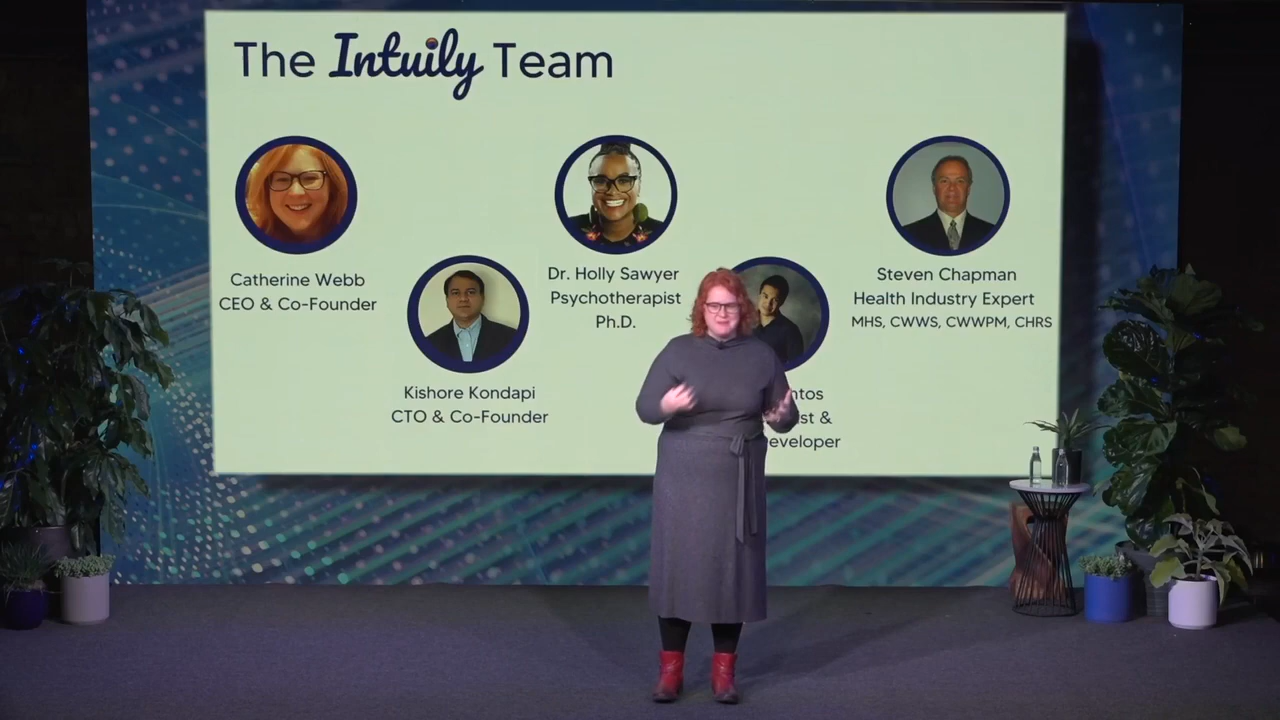 The Intuily Team
Catherine Webb
CEO & Co-Founder
Kishore Kondapi
CTO & Co-Founder
Dr. Holly Sawyer
Psychotherapist
Ph.D.
&
Steven Chapman
Health Industry Expert
MHS, CWWS, CWWPM, CHRS